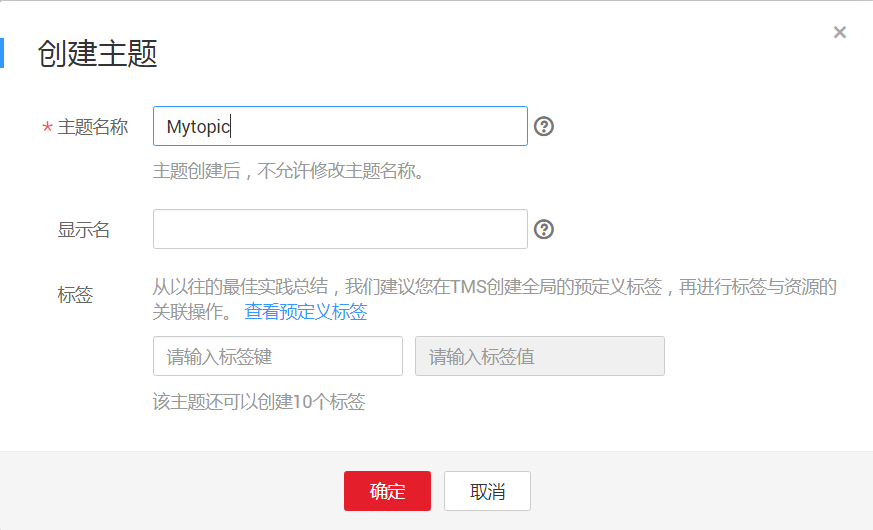 创建主题
×
* 主题名称 Mytopic ?
主题创建后，不允许修改主题名称。
显示名 ?
标签 从以往的最佳实践总结，我们建议您在TMS创建全局的预定义标签，再进行标签与资源的
关联操作。 查看预定义标签
请输入标签键 请输入标签值
该主题还可以创建10个标签
确定 取消